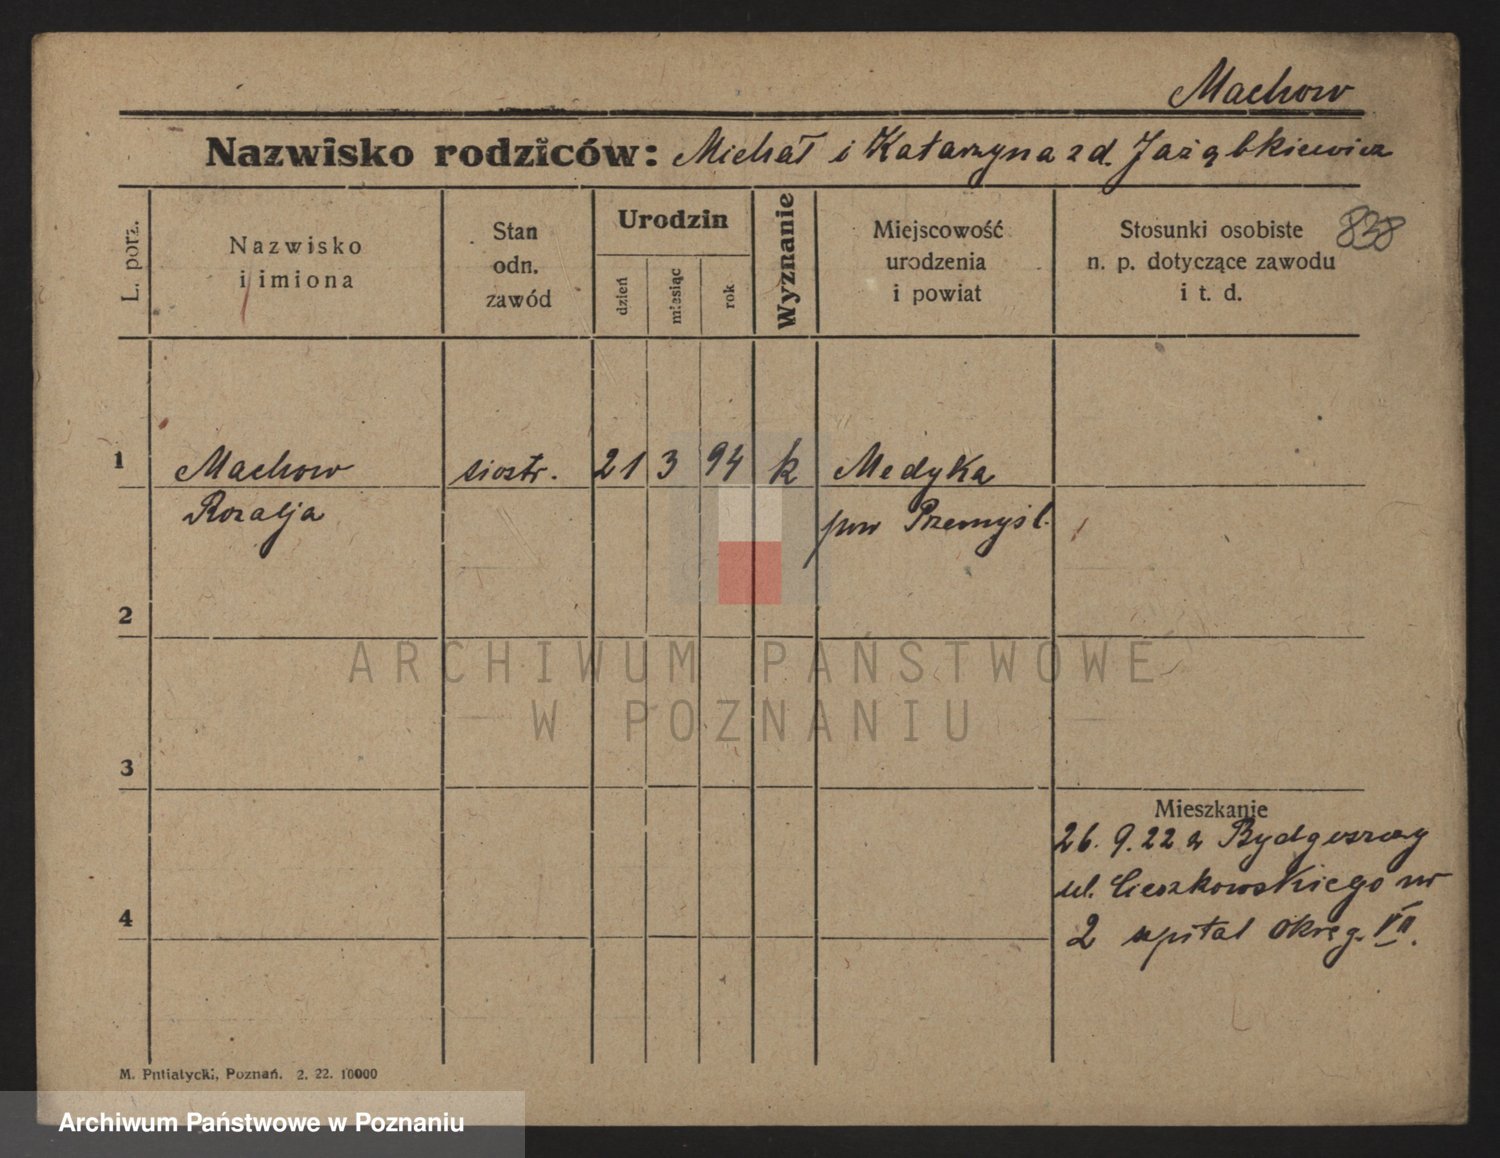 Machow
Nazwisko rodziców: Michał i Katarzyna zd. Jażąbkiewicz
838
L. porz.
Nazwisko
i imiona
Stan
odn.
zawód
Urodzin
dzień
miesiąc
rok
Wyznanie
Miejscowość
urodzenia
i powiat
Stosunki osobiste
n. p. dotyczące zawodu
i t. d.
1 Machow siostr. 21 3 94 k Medyka
Rozalja pow Przemyśl.
2
3
Mieszkanie
26. 9. 22 z Bydgoszczy
ul. Cieszkowskiego nr
4
2 szpital Okręg. VII.
M. Putiatycki, Poznań. 2. 22. 10000
ARCHIWUM PAŃSTWOWE
W POZNANIU
Archiwum Państwowe w Poznaniu